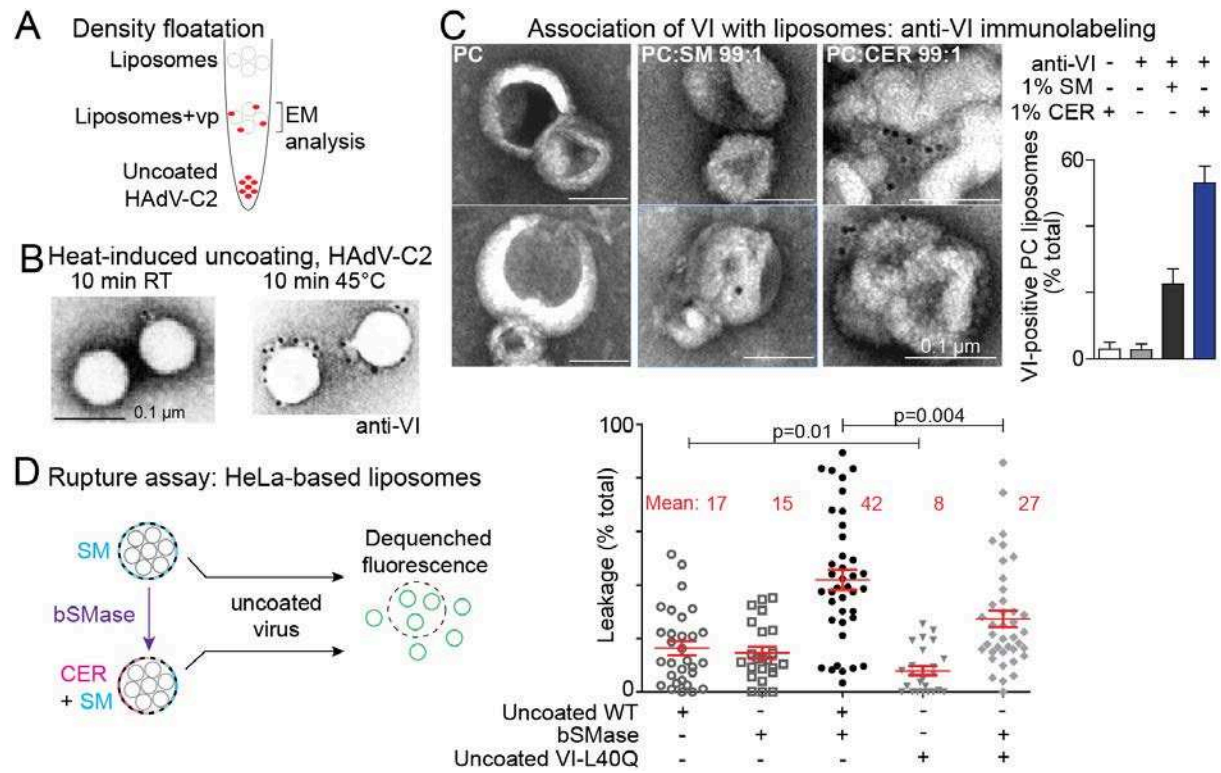 A Density floatation
Liposomes
Liposomes+vp
EM
analysis
Uncoated
HAdV-C2
B Heat-induced uncoating, HAdV-C2
10 min RT 10 min 45°C
0.1 µm
anti-VI
C Association of VI with liposomes: anti-VI immunolabeling
PC PC:SM 99:1 PC:CER 99:1
0.1 µm
anti-VI - + + +
1% SM - - + -
1% CER + - - +
VI-positive PC liposomes
(% total)
60
0
D Rupture assay: HeLa-based liposomes
SM
bSMase
CER
+ SM
uncoated
virus
Dequenched
fluorescence
Leakage (% total)
100
0
p=0.01
p=0.004
Mean: 17 15 42 8 27
Uncoated WT + - + - -
bSMase - + + - +
Uncoated VI-L40Q - - - + +